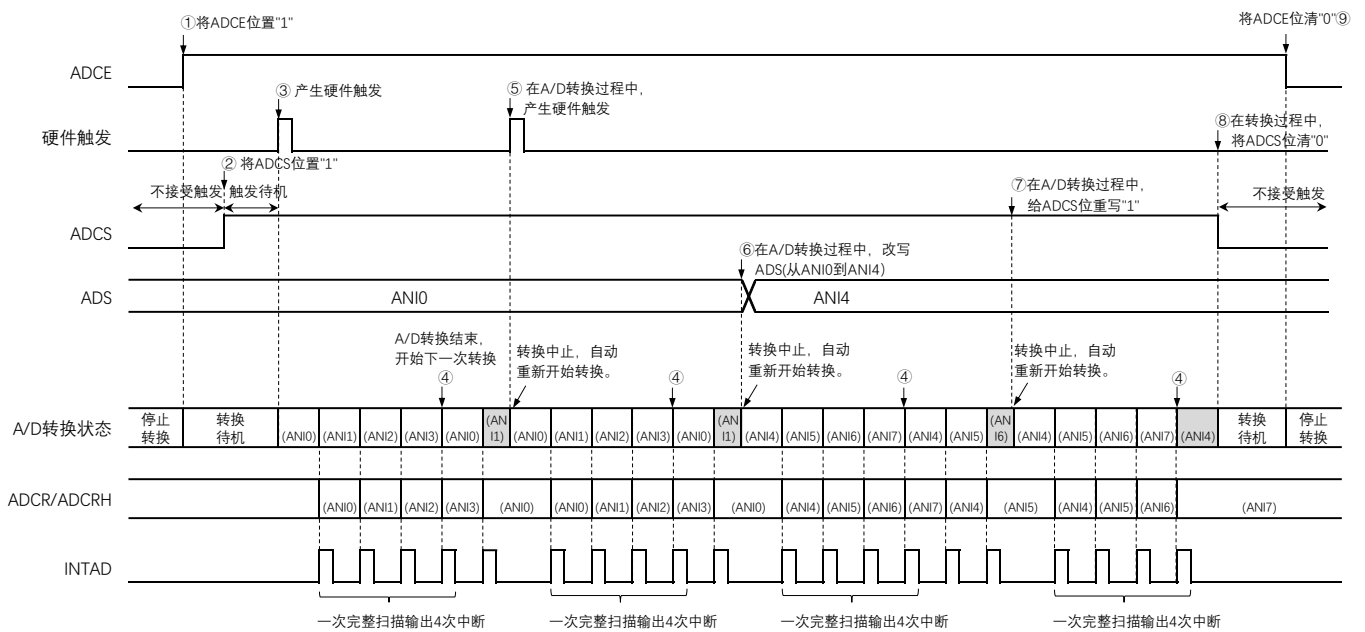 ①将ADCE位置"1"
将ADCE位清"0"⑨
ADCE
③ 产生硬件触发
⑤ 在A/D转换过程中,
产生硬件触发
硬件触发
⑧在转换过程中,
将ADCS位清"0"
② 将ADCS位置"1"
不接受触发
触发待机
⑦在A/D转换过程中,
给ADCS位重写"1"
不接受触发
ADCS
⑥在A/D转换过程中，改写
ADS(从ANI0到ANI4)
ADS
ANI0
ANI4
A/D转换结束,
开始下一次转换
④
转换中止，自动
重新开始转换。
④
转换中止，自动
重新开始转换。
④
转换中止，自动
重新开始转换。
④
A/D转换状态
停止
转换
转换
待机
(ANI0) (ANI1) (ANI2) (ANI3) (ANI0)
(AN
I1)
(ANI0) (ANI1) (ANI2) (ANI3) (ANI0)
(AN
I1)
(ANI4) (ANI5) (ANI6) (ANI7) (ANI4) (ANI5)
(AN
I6)
(ANI4) (ANI5) (ANI6) (ANI7) (ANI4)
转换
待机
停止
转换
ADCR/ADCRH
(ANI0) (ANI1) (ANI2) (ANI3) (ANI0) (ANI0) (ANI1) (ANI2) (ANI3) (ANI0) (ANI4) (ANI5) (ANI6) (ANI7) (ANI4) (ANI5) (ANI4) (ANI5) (ANI6) (ANI7)
INTAD
一次完整扫描输出4次中断
一次完整扫描输出4次中断
一次完整扫描输出4次中断
一次完整扫描输出4次中断